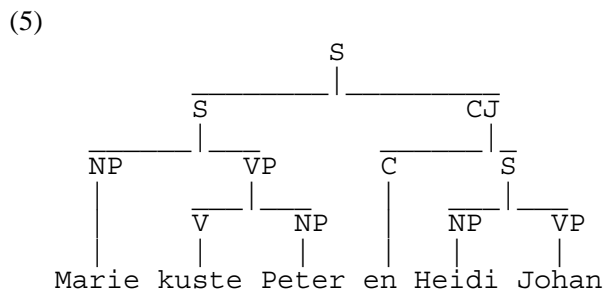 (5)
S
S CJ
NP VP C S
V NP NP VP
Marie kuste Peter en Heidi Johan